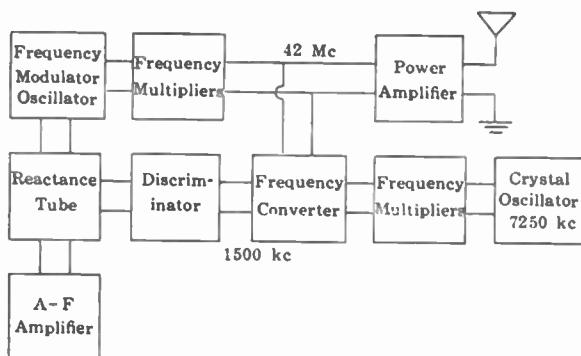 Frequency
Modulator
Oscillator
Frequency
Multipliers
42 Mc
Power
Amplifier
Reactance
Tube
Discrim-
inator
Frequency
Converter
Frequency
Multipliers
Crystal
Oscillator
7250 kc
1500 kc
A-F
Amplifier